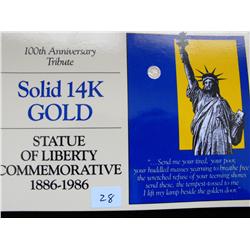 100th Anniversary
Tribute
Solid 14K
GOLD
STATUE
OF LIBERTY
COMMEMORATIVE
1886-1986
28
"... Send me your tired, your poor,
your huddled masses yearning to breathe free
the wretched refuse of your teeming shores
send these, the tempest-tossed to me
I lift my lamp beside the golden door."